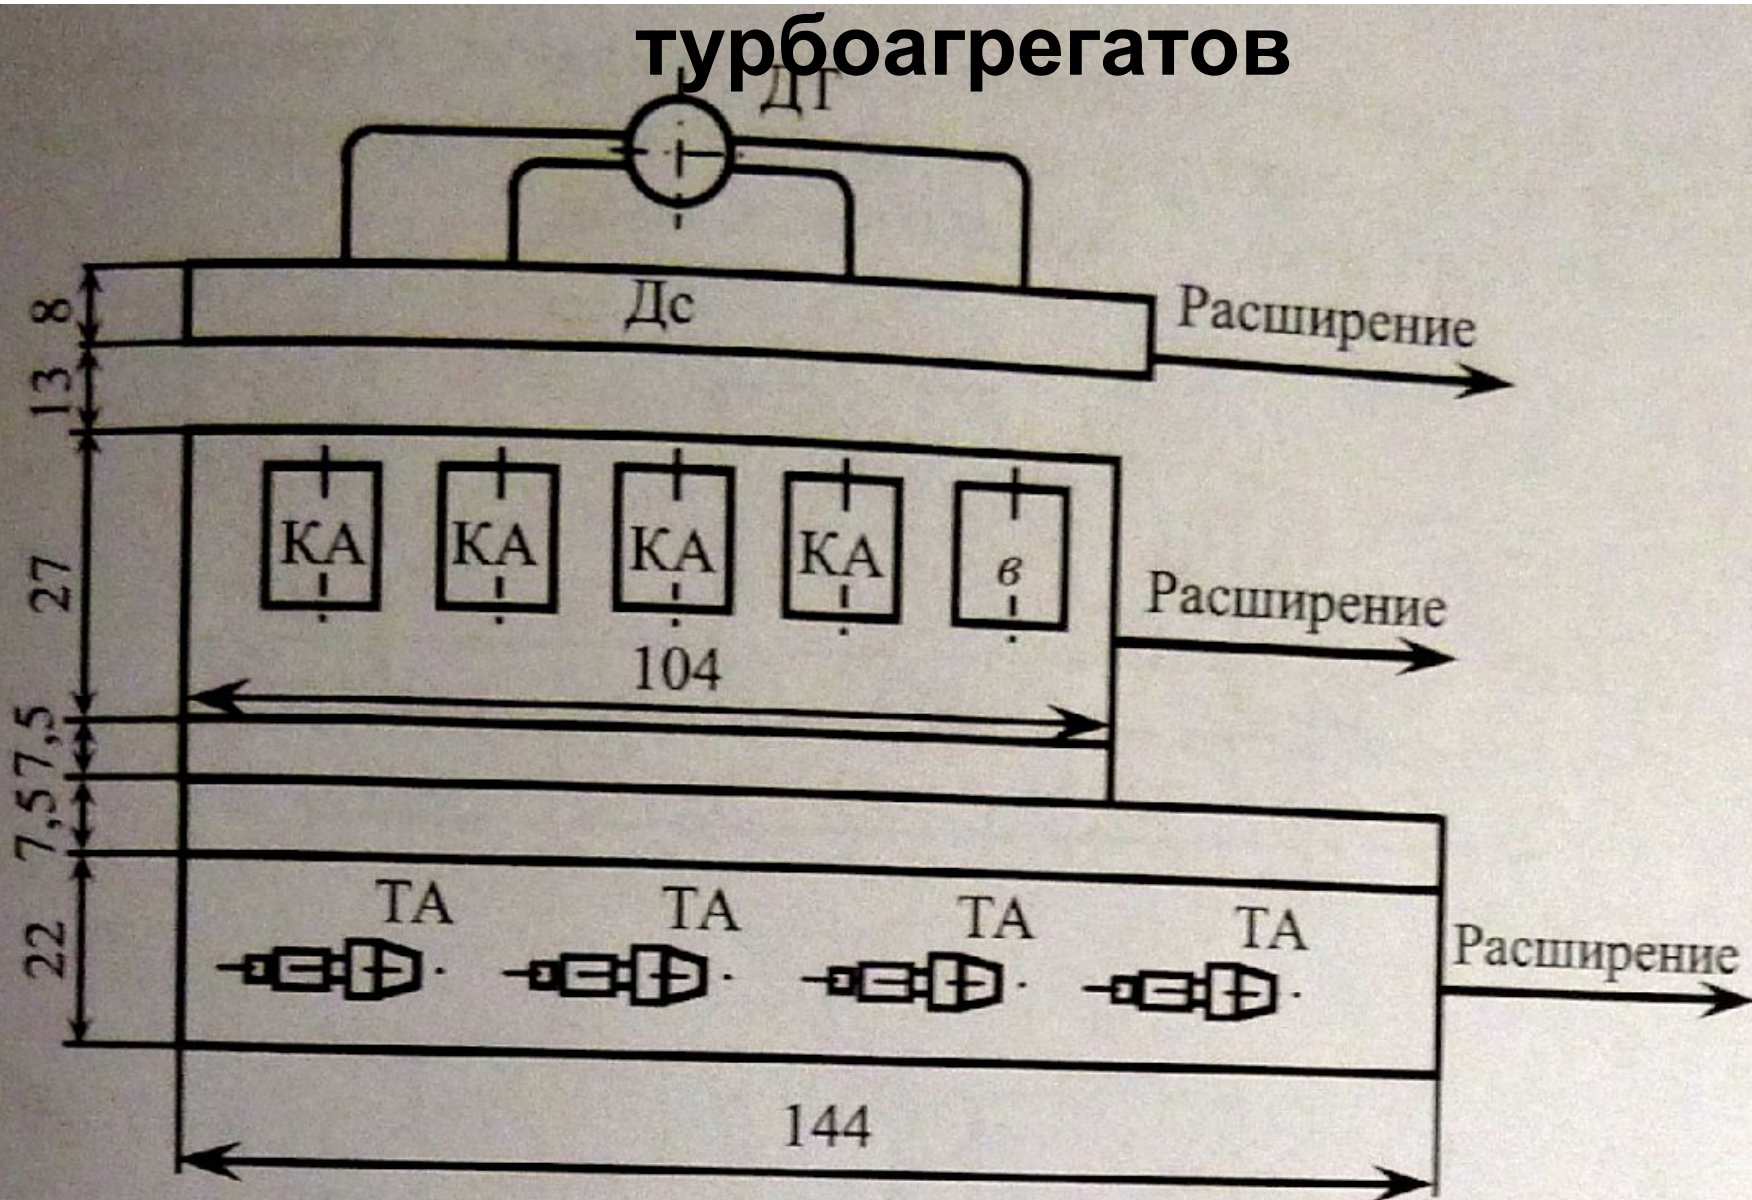 турбоагрегатов
ДТ
Дс
Расширение
8
13
27
7,5
7,5
22
КА
КА
КА
КА
в
Расширение
104
ТА
ТА
ТА
ТА
Расширение
144